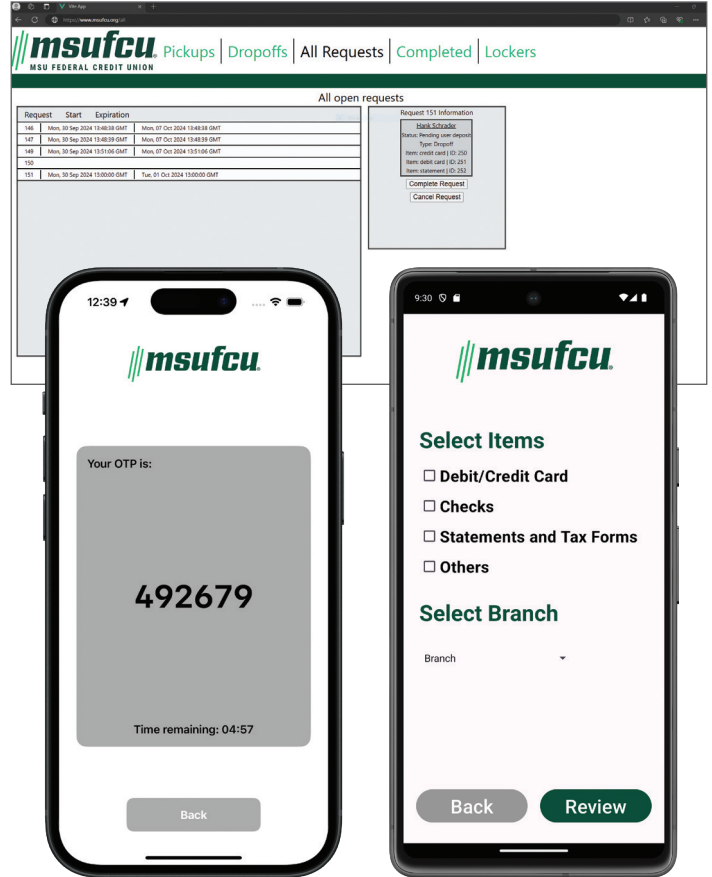 Vite App
https://www.msufcu.org/all
msufcu.
MSU FEDERAL CREDIT UNION
Pickups | Dropoffs | All Requests | Completed | Lockers
All open requests
Request Start Expiration
146 Mon, 30 Sep 2024 13:48:38 GMT Mon, 07 Oct 2024 13:48:38 GMT
147 Mon, 30 Sep 2024 13:48:39 GMT Mon, 07 Oct 2024 13:48:39 GMT
149 Mon, 30 Sep 2024 13:51:06 GMT Mon, 07 Oct 2024 13:51:06 GMT
150
151 Mon, 30 Sep 2024 13:00:00 GMT Tue, 01 Oct 2024 13:00:00 GMT
Request 151 Information
Hank Schrader
Status: Pending user deposit
Type: Dropoff
Item: credit card | ID: 250
Item: debit card | ID: 251
Item: statement | ID: 252
Complete Request
Cancel Request
12:39
msufcu.
Your OTP is:
492679
Time remaining: 04:57
Back
9:30
msufcu.
Select Items
Debit/Credit Card
Checks
Statements and Tax Forms
Others
Select Branch
Branch
Back
Review